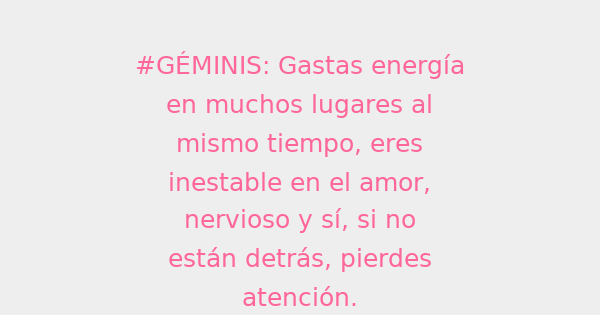 #GÉMINIS: Gastas energía
en muchos lugares al
mismo tiempo, eres
inestable en el amor,
nervioso y sí, si no
están detrás, pierdes
atención.